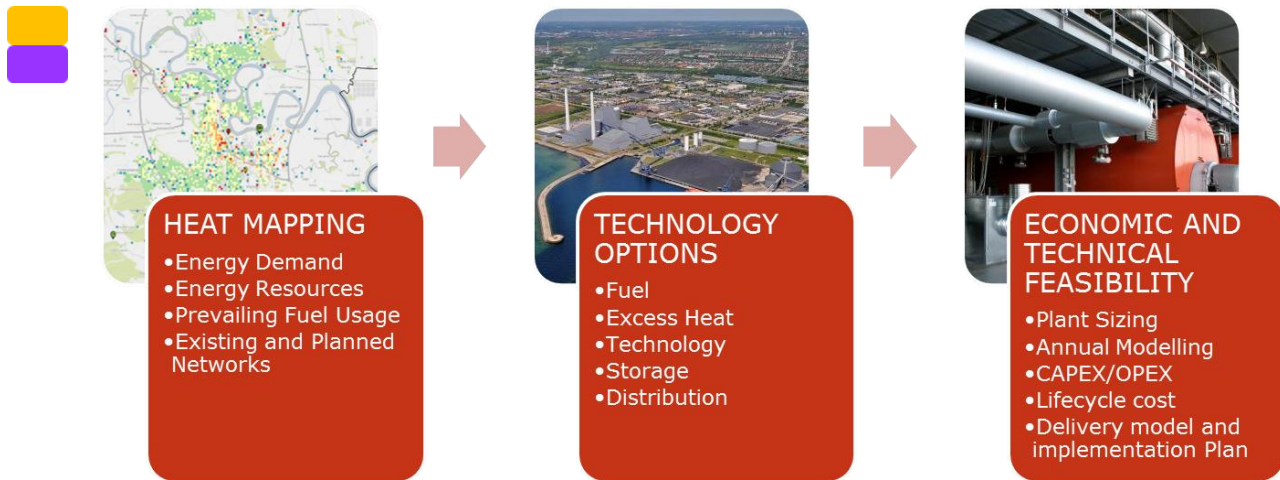 HEAT MAPPING
•Energy Demand
•Energy Resources
•Prevailing Fuel Usage
•Existing and Planned
Networks
TECHNOLOGY
OPTIONS
•Fuel
•Excess Heat
•Technology
•Storage
•Distribution
ECONOMIC AND
TECHNICAL
FEASIBILITY
•Plant Sizing
•Annual Modelling
•CAPEX/OPEX
•Lifecycle cost
•Delivery model and
implementation Plan